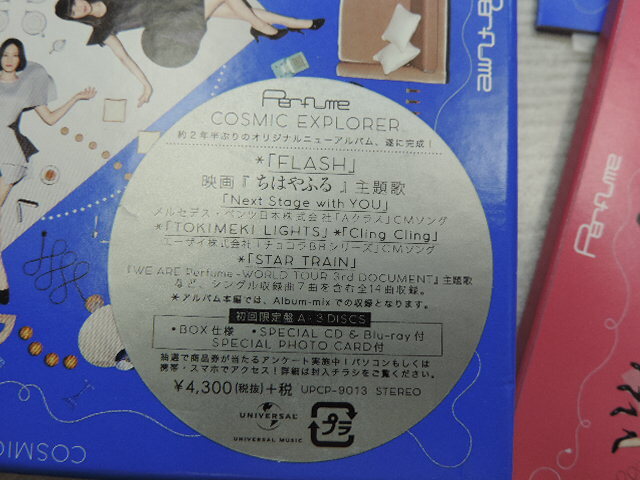 Perfume
COSMIC EXPLORER
約2年半ぶりのオリジナルニューアルバム、遂に完成！
*「FLASH」
映画『ちはやふる』主題歌
「Next Stage with YOU」
メルセデス・ベンツ日本株式会社「Aクラス」CMソング
*「TOKIMEKI LIGHTS」*「Cling Cling」
エーザイ株式会社「チョコラBBシリーズ」CMソング
*「STAR TRAIN」
『WE ARE Perfume -WORLD TOUR 3rd DOCUMENT』主題歌
など、シングル収録曲7曲を含む全14曲収録。
*アルバム本編では、Album-mixでの収録となります。
初回限定盤A・3DISCS
・BOX仕様 ・SPECIAL CD & Blu-ray付
SPECIAL PHOTO CARD付
抽選で商品券が当たるアンケート実施中！パソコンもしくは
携帯・スマホでアクセス！詳細は封入チラシをご覧ください。
¥4,300(税抜)+税 UPCP-9013 STEREO
UNIVERSAL
UNIVERSAL MUSIC
プラ
Perfume
Perfume
COSMIC